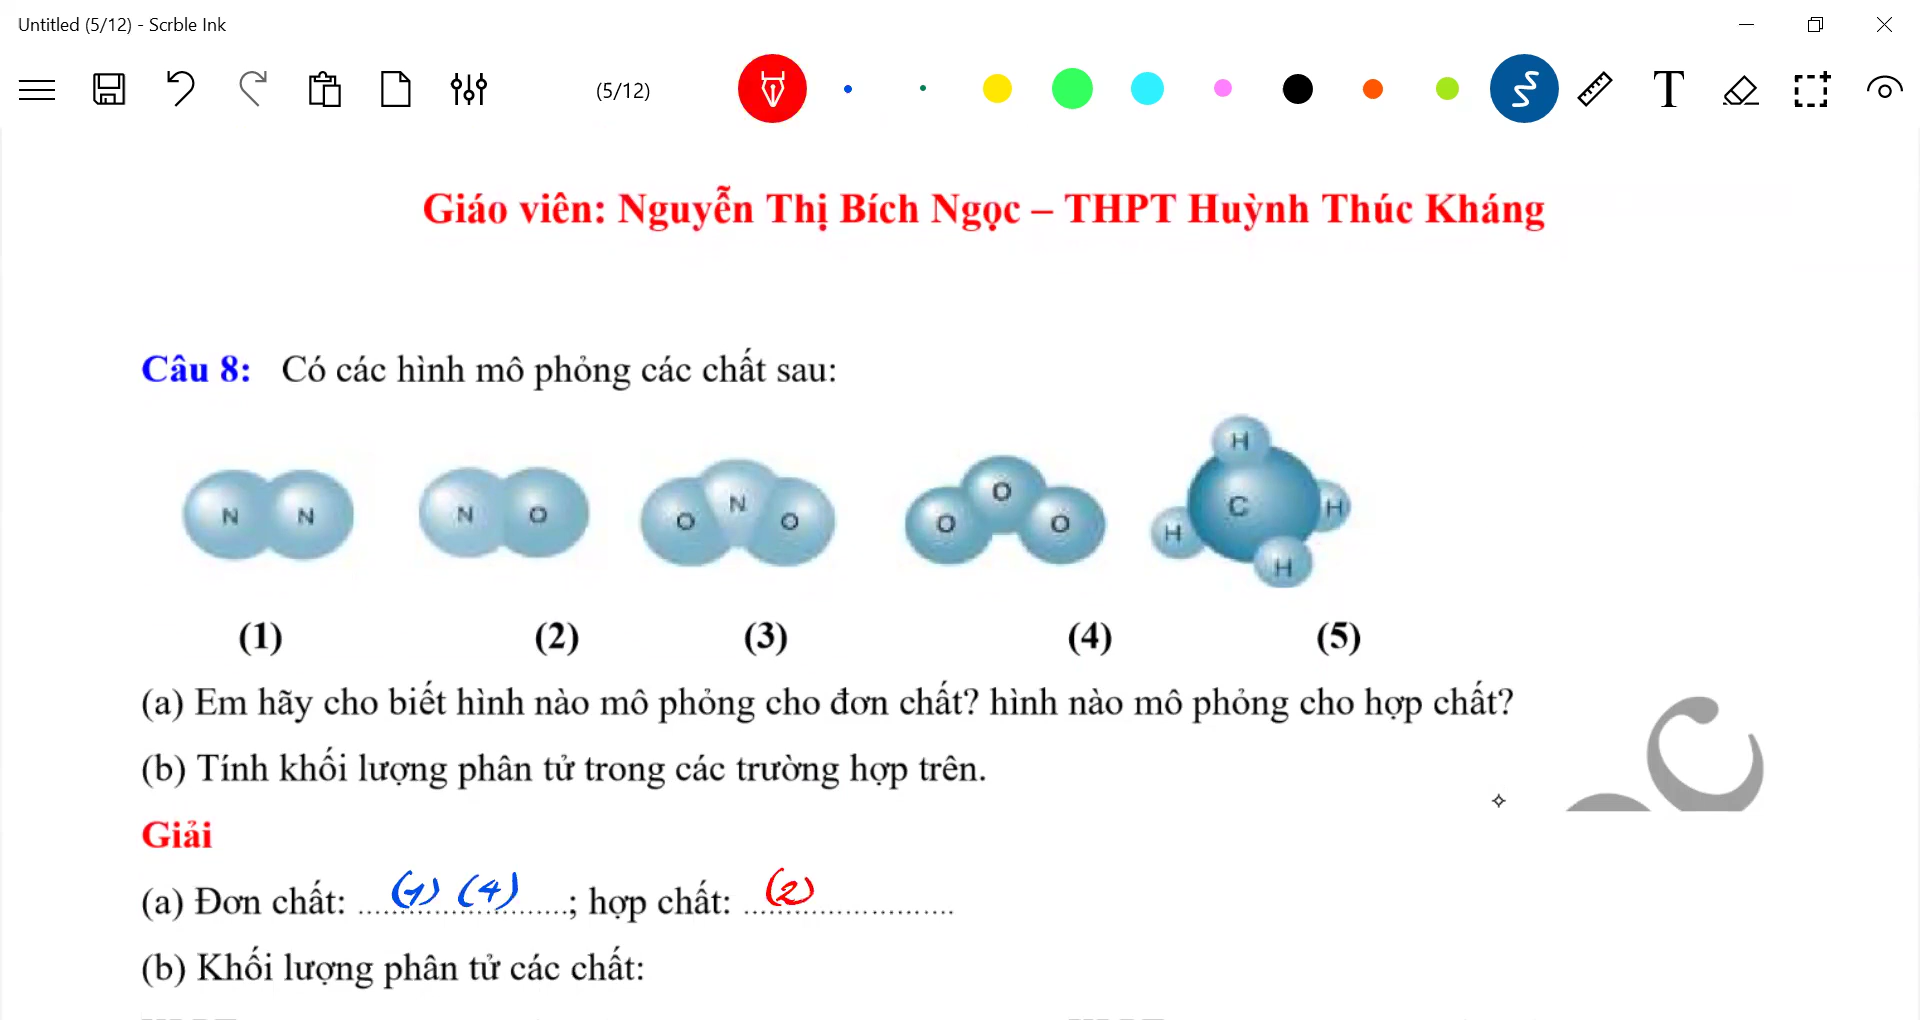 Untitled (5/12) - Scrble Ink
(5/12)
T
Giáo viên: Nguyễn Thị Bích Ngọc – THPT Huỳnh Thúc Kháng
Câu 8: Có các hình mô phỏng các chất sau:
N N N O O N O O O O H C H H H
(1) (2) (3) (4) (5)
(a) Em hãy cho biết hình nào mô phỏng cho đơn chất? hình nào mô phỏng cho hợp chất?
(b) Tính khối lượng phân tử trong các trường hợp trên.
Giải
(a) Đơn chất: ...(1) (4)...; hợp chất: ...(2)...
(b) Khối lượng phân tử các chất: